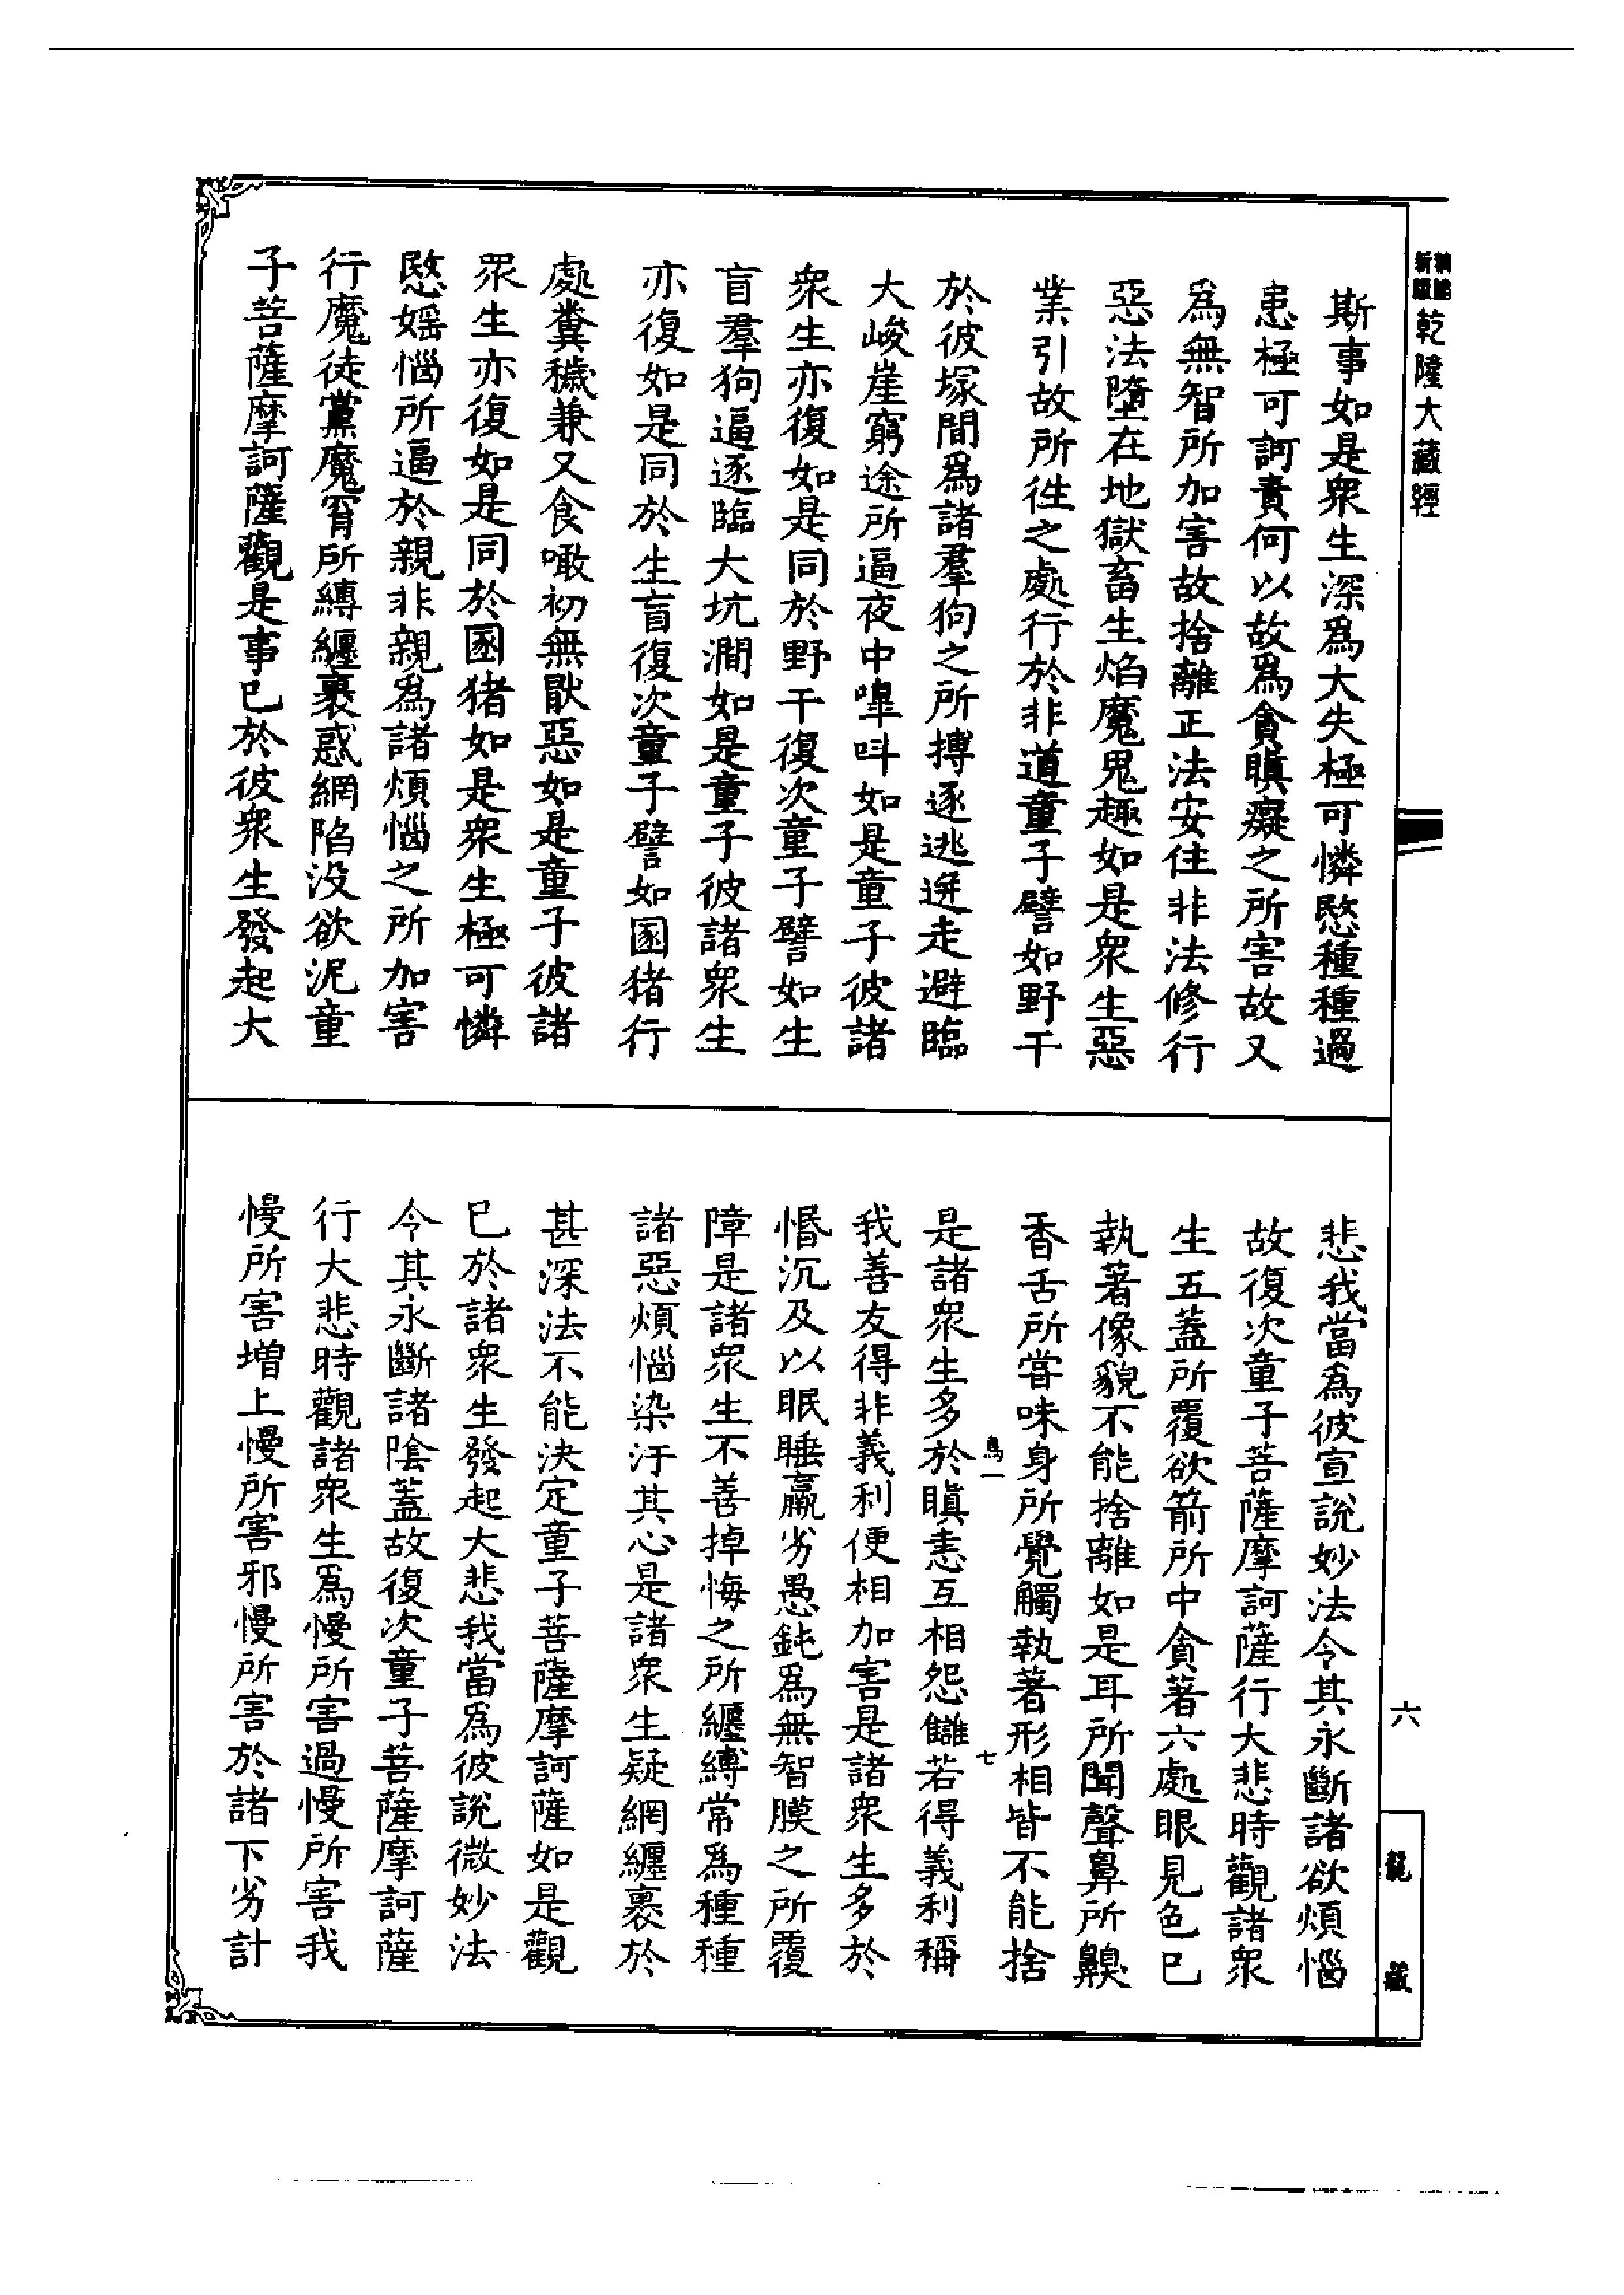 乾隆大藏經
斯事如是衆生深爲大失極可憐愍種種過
患極可訶責何以故爲貪瞋癡之所害故又
爲無智所加害故捨離正法安住非法修行
惡法墮在地獄畜生焰魔鬼趣如是衆生惡
業引故所往之處行於非道童子譬如野干
於彼塚間爲諸羣狗之所搏逐逃迸走避臨
大峻崖窮途所逼夜中嘷呌如是童子彼諸
衆生亦復如是同於野干復次童子譬如生
盲羣狗逼逐臨大坑澗如是童子彼諸衆生
亦復如是同於生盲復次童子譬如圂猪行
處糞穢兼又食噉初無猒惡如是童子彼諸
衆生亦復如是同於圂猪如是衆生極可憐
愍婬惱所逼於親非親爲諸煩惱之所加害
行魔徒黨魔罥所縳纏裹惑網陷没欲泥童
子菩薩摩訶薩觀是事已於彼衆生發起大
悲我當爲彼宣説妙法令其永斷諸欲煩惱
故復次童子菩薩摩訶薩行大悲時觀諸衆
生五蓋所覆欲箭所中貪著六處眼見色已
執著像貌不能捨離如是耳所聞聲鼻所齅
香舌所甞味身所覺觸執著形相皆不能捨
是諸衆生多於瞋恚互相怨讎若得義利稱
我善友得非義利便相加害是諸衆生多於
惛沉及以眠睡羸劣愚鈍爲無智膜之所覆
障是諸衆生不善掉悔之所纏縳常爲種種
諸惡煩惱染汙其心是諸衆生疑網纏裹於
甚深法不能決定童子菩薩摩訶薩如是觀
已於諸衆生發起大悲我當爲彼説微妙法
令其永斷諸陰蓋故復次童子菩薩摩訶薩
行大悲時觀諸衆生爲慢所害過慢所害我
慢所害增上慢所害邪慢所害於諸下劣計
六
龍藏